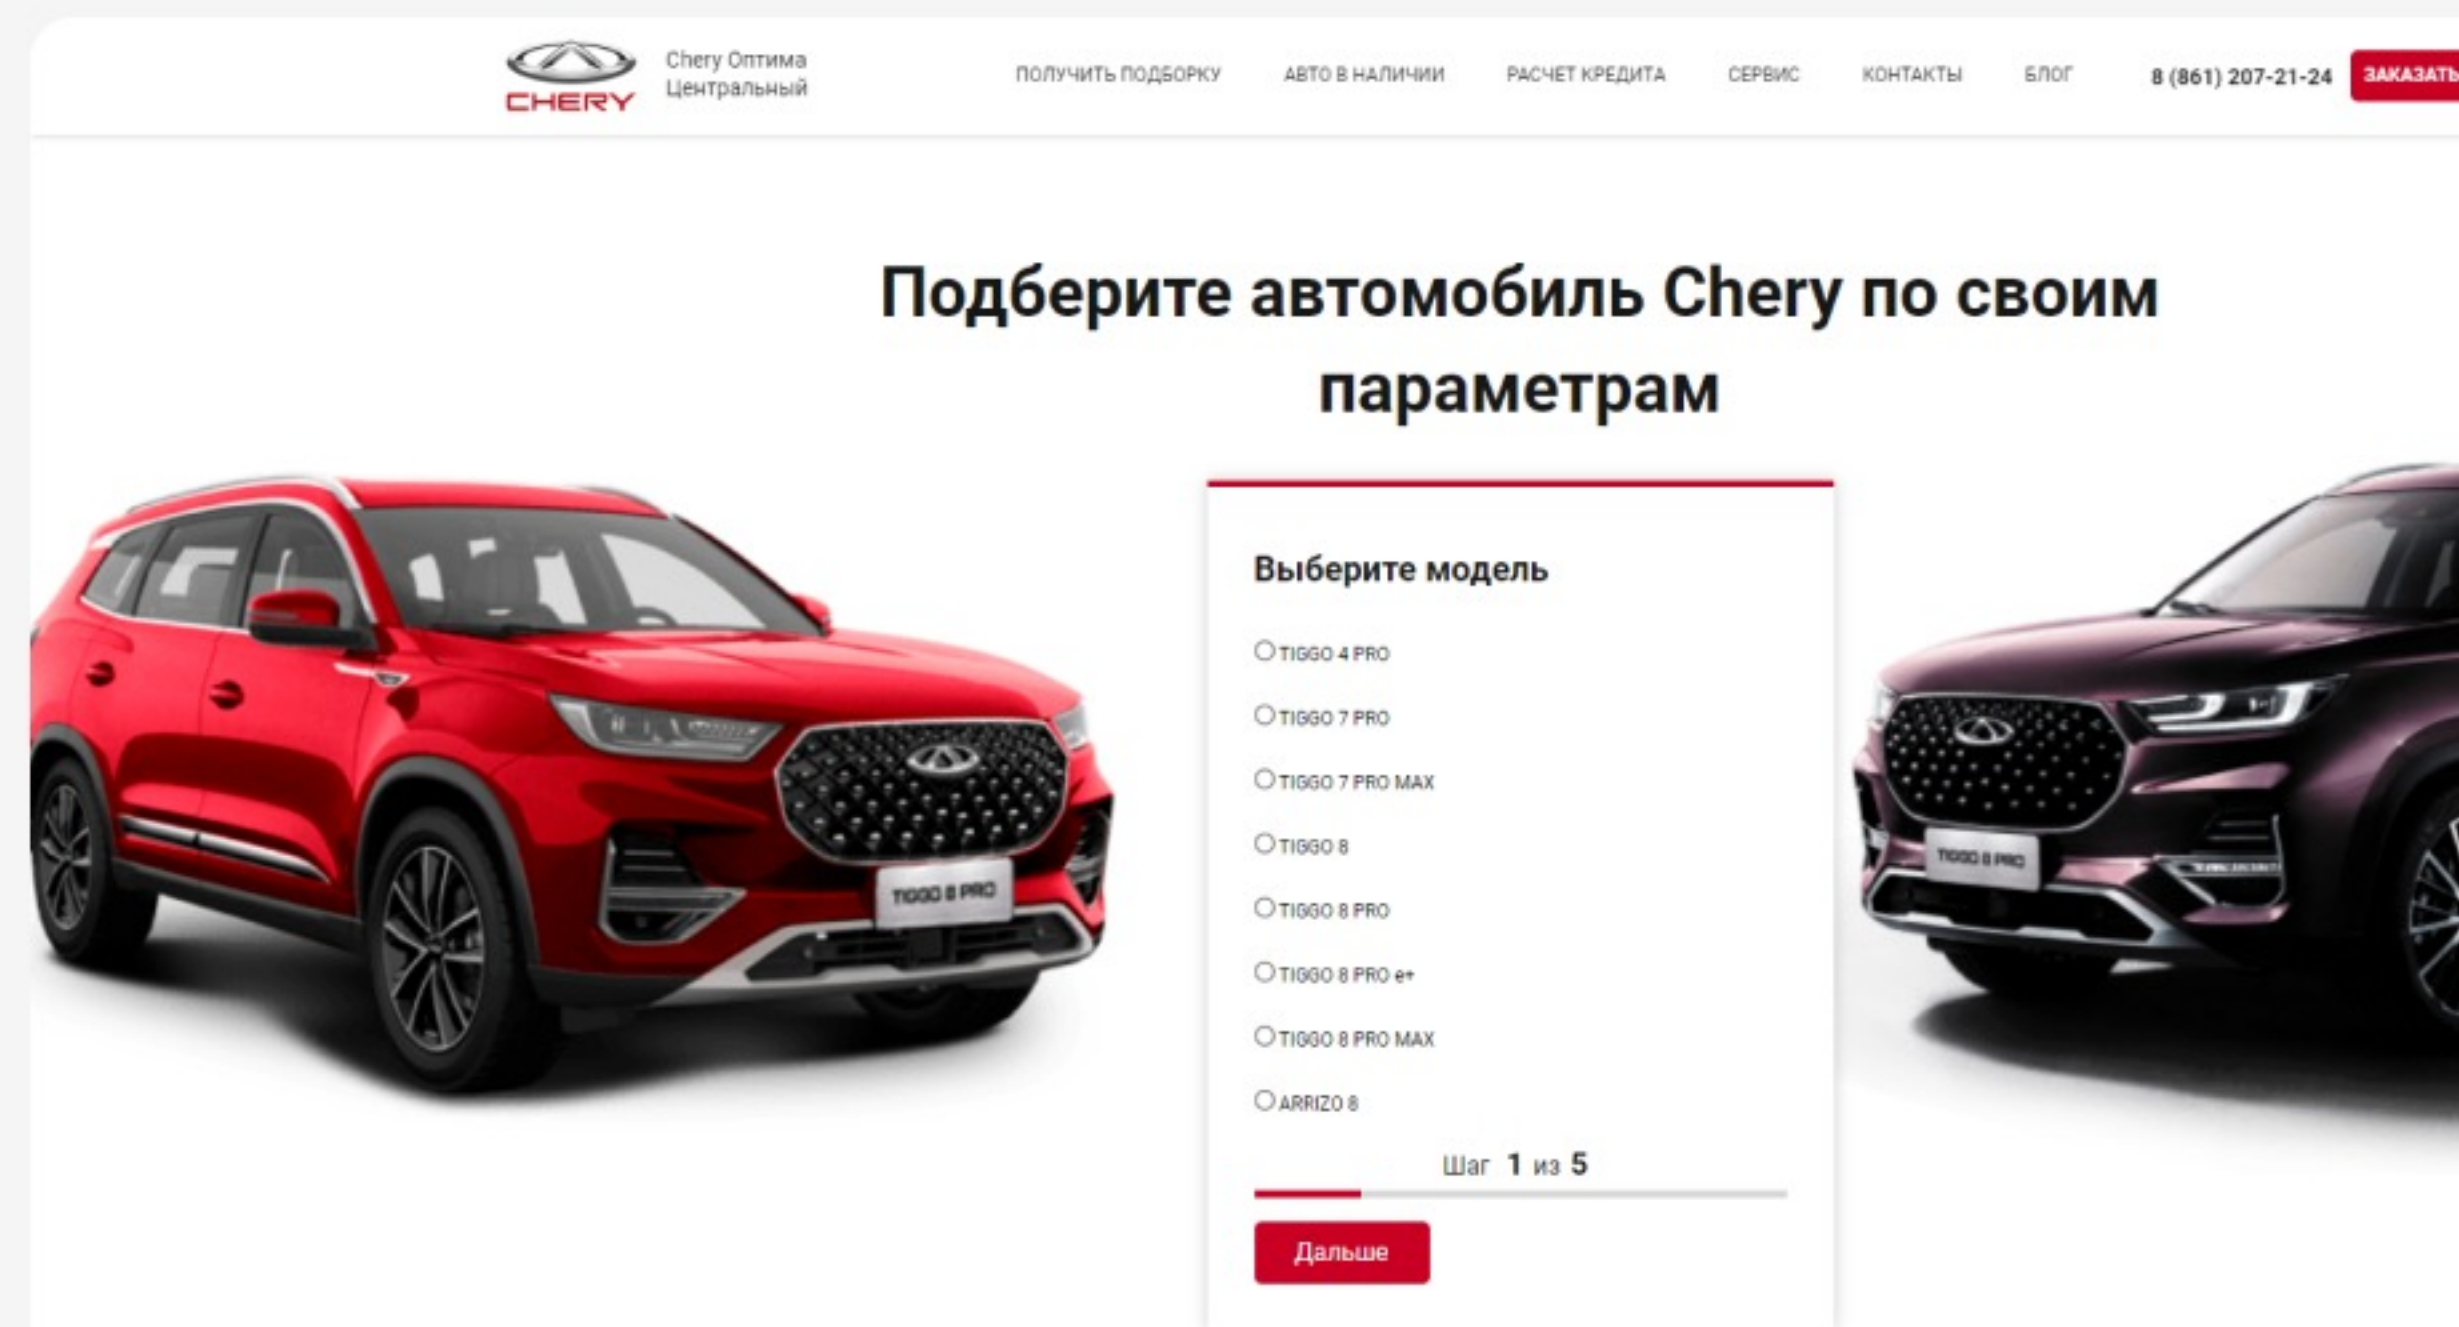 CHERY
Chery Оптима
Центральный
ПОЛУЧИТЬ ПОДБОРКУ
АВТО В НАЛИЧИИ
РАСЧЕТ КРЕДИТА
СЕРВИС
КОНТАКТЫ
БЛОГ
8 (861) 207-21-24
ЗАКАЗАТЬ
Подберите автомобиль Chery по своим
параметрам
TIGGO 8 PRO
Выберите модель
TIGGO 4 PRO
TIGGO 7 PRO
TIGGO 7 PRO MAX
TIGGO 8
TIGGO 8 PRO
TIGGO 8 PRO e+
TIGGO 8 PRO MAX
ARRIZO 8
Шаг 1 из 5
Дальше
TIGGO 8 PRO